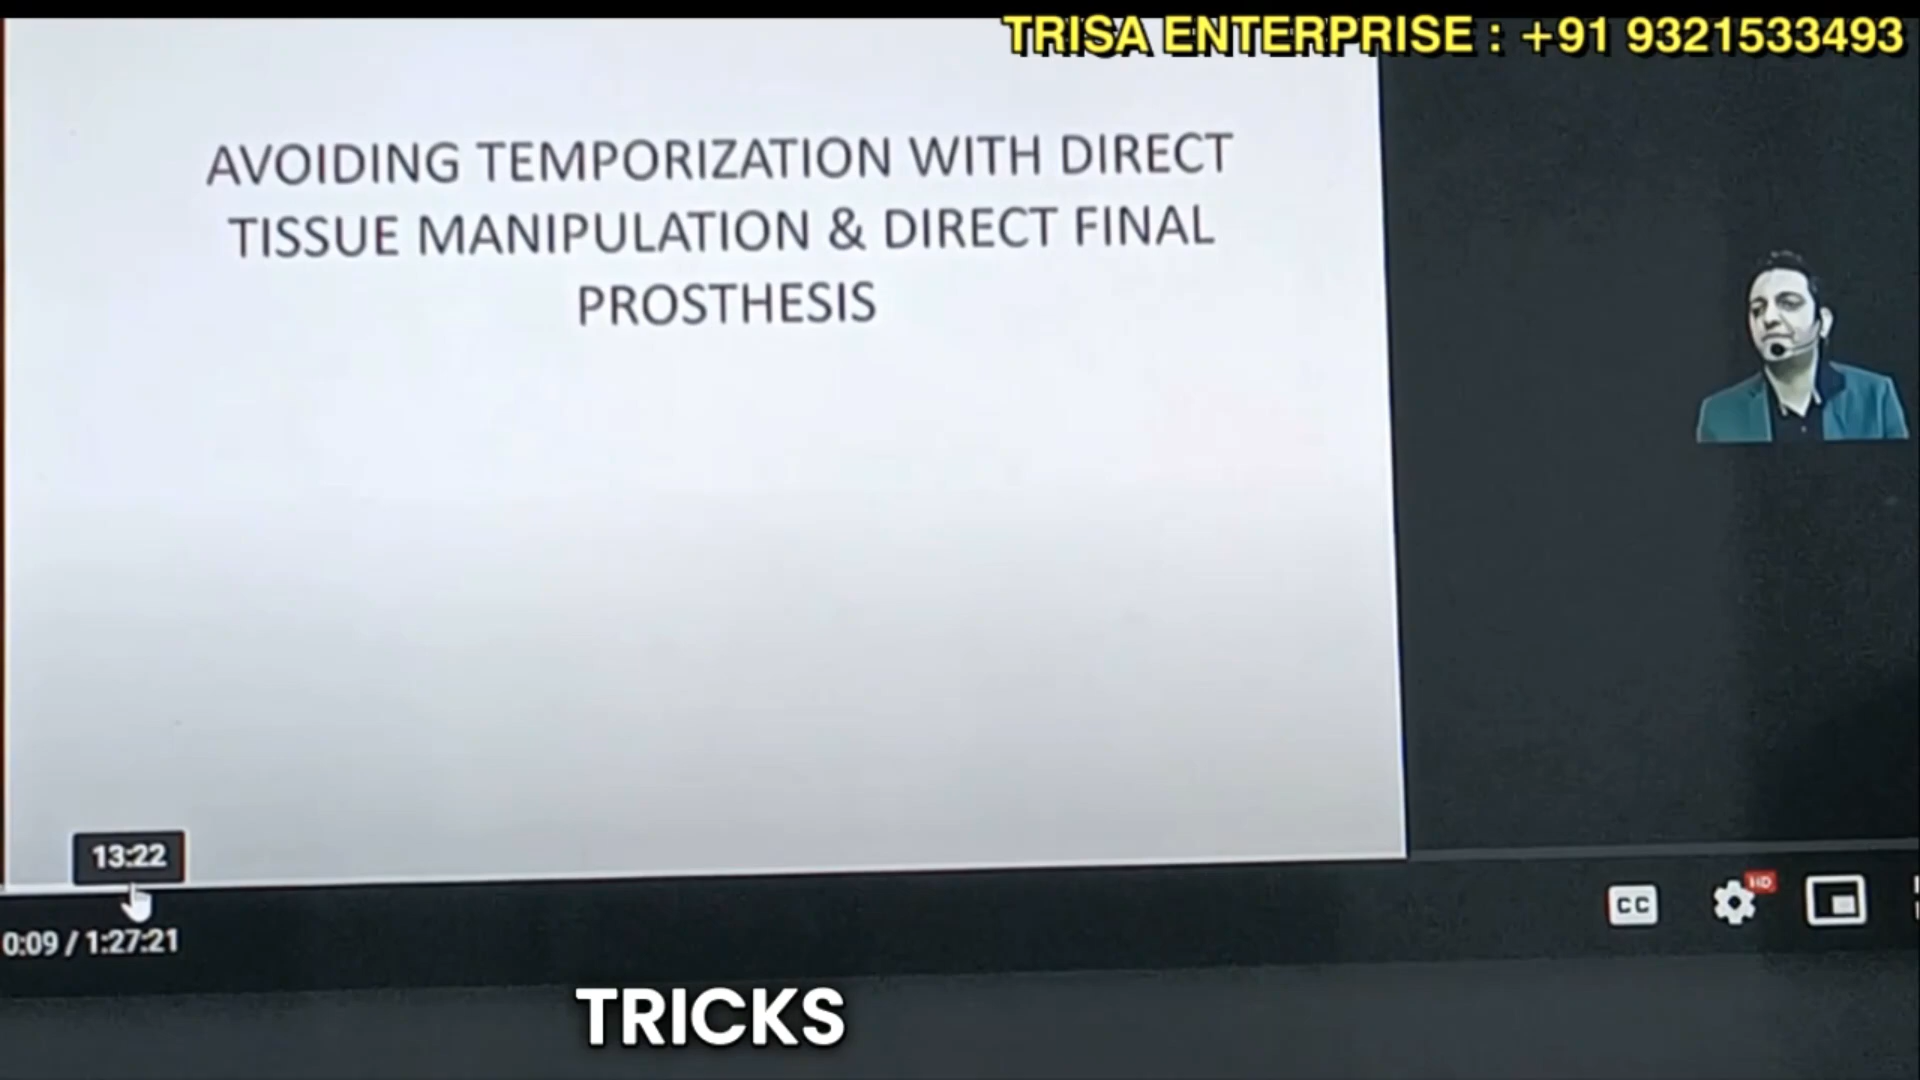 TRISA ENTERPRISE : +91 9321533493
AVOIDING TEMPORIZATION WITH DIRECT
TISSUE MANIPULATION & DIRECT FINAL
PROSTHESIS
13:22
CC
HD
0:09 / 1:27:21
TRICKS